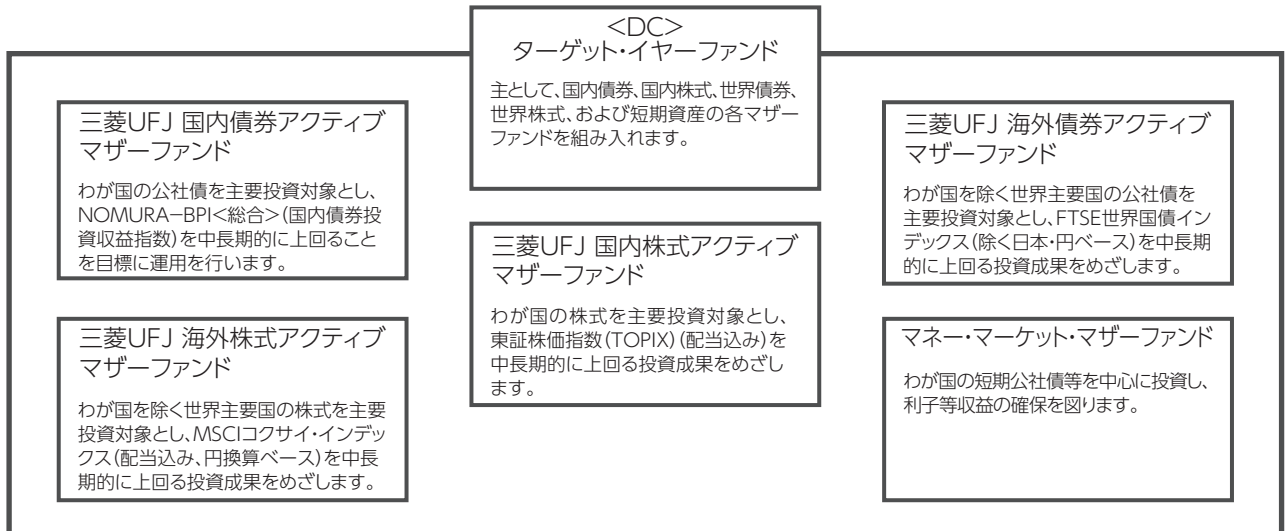 <DC>
ターゲット・イヤーファンド
主として、国内債券、国内株式、世界債券、
世界株式、および短期資産の各マザー
ファンドを組み入れます。
三菱UFJ 国内債券アクティブ
マザーファンド
わが国の公社債を主要投資対象とし、
NOMURA－BPI<総合>(国内債券投
資収益指数)を中長期的に上回ること
を目標に運用を行います。
三菱UFJ 国内株式アクティブ
マザーファンド
わが国の株式を主要投資対象とし、
東証株価指数(TOPIX)(配当込み)を
中長期的に上回る投資成果をめざし
ます。
三菱UFJ 海外債券アクティブ
マザーファンド
わが国を除く世界主要国の公社債を
主要投資対象とし、FTSE世界国債イン
デックス(除く日本・円ベース)を中長期
的に上回る投資成果をめざします。
三菱UFJ 海外株式アクティブ
マザーファンド
わが国を除く世界主要国の株式を主要
投資対象とし、MSCIコクサイ・インデッ
クス(配当込み、円換算ベース)を中長
期的に上回る投資成果をめざします。
マネー・マーケット・マザーファンド
わが国の短期公社債等を中心に投資し、
利子等収益の確保を図ります。